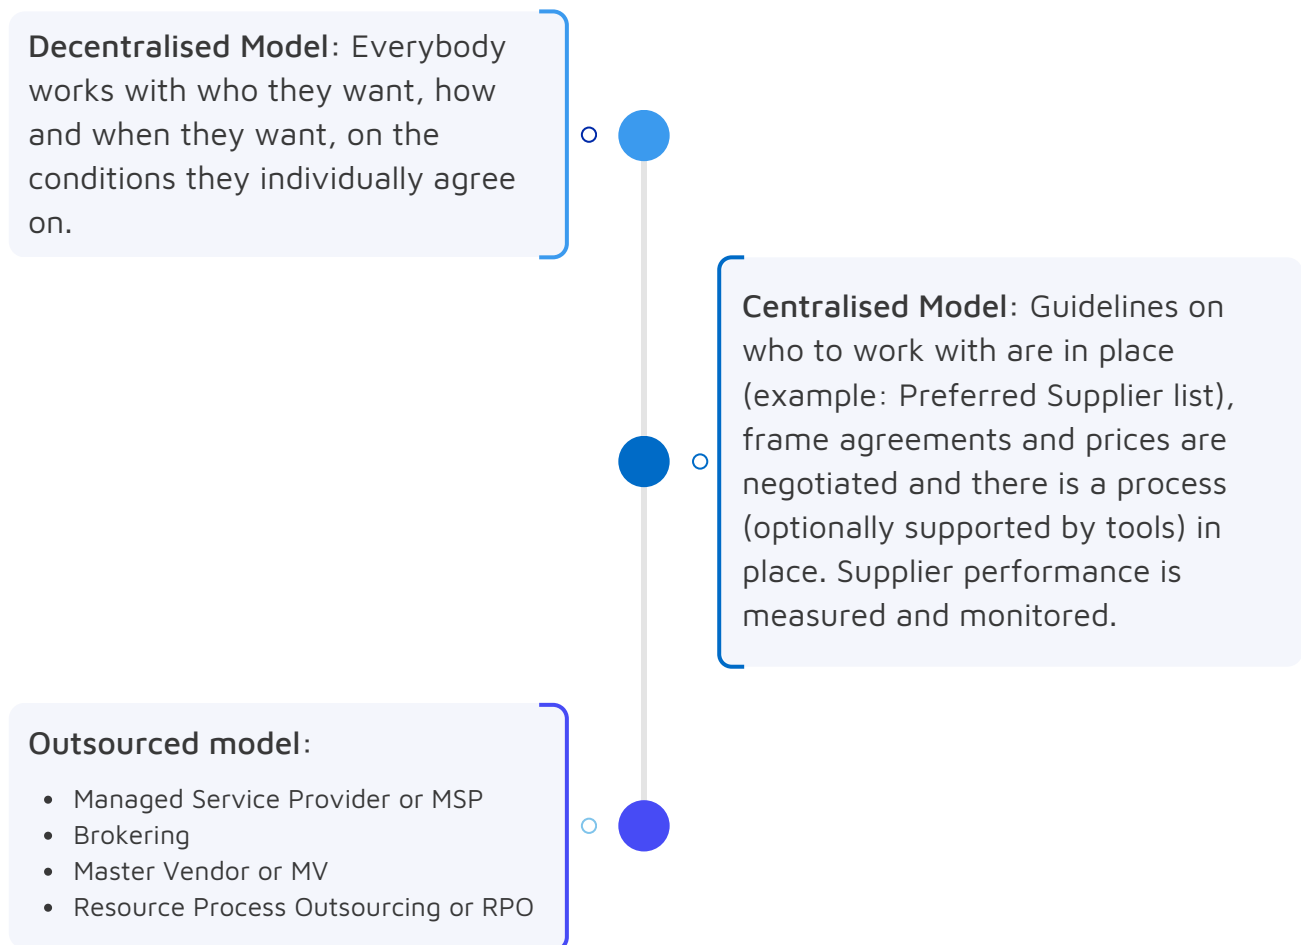 Decentralised Model: Everybody
works with who they want, how
and when they want, on the
conditions they individually agree
on.
Centralised Model: Guidelines on
who to work with are in place
(example: Preferred Supplier list),
frame agreements and prices are
negotiated and there is a process
(optionally supported by tools) in
place. Supplier performance is
measured and monitored.
Outsourced model:
• Managed Service Provider or MSP
• Brokering
• Master Vendor or MV
• Resource Process Outsourcing or RPO